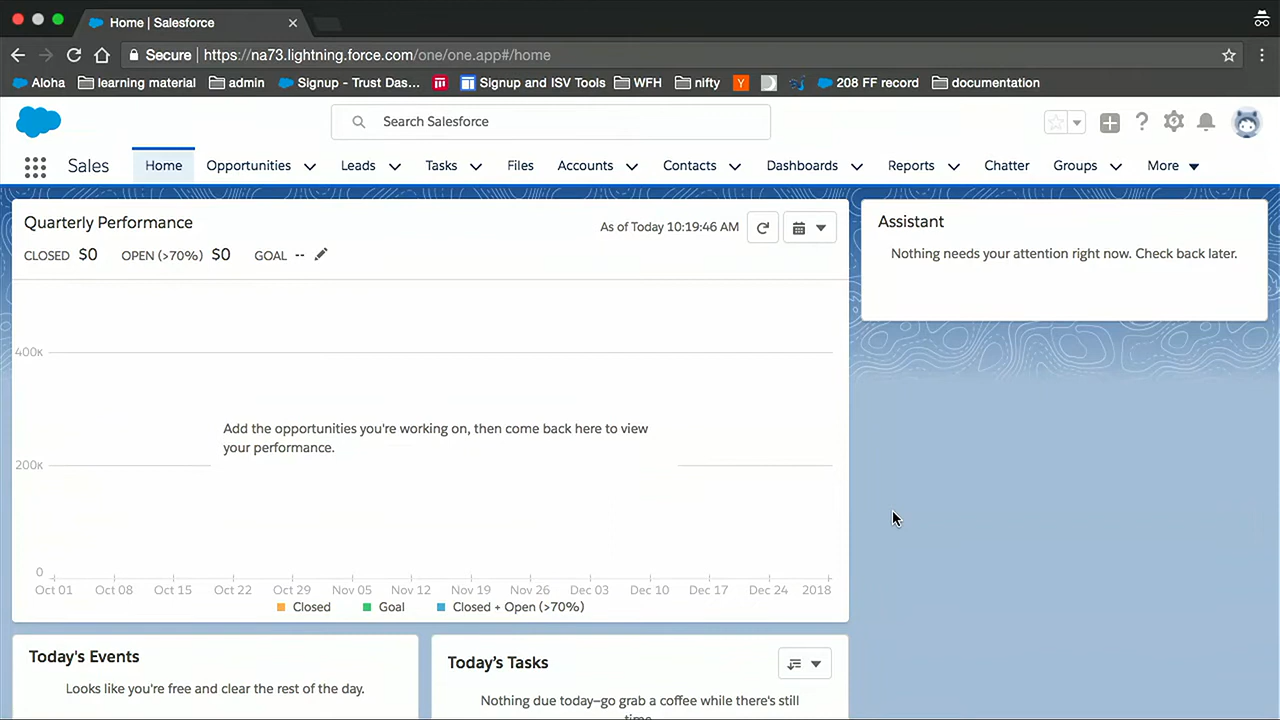 Home | Salesforce
Secure | https://na73.lightning.force.com/one/one.app#/home
Aloha learning material admin Signup - Trust Das... Signup and ISV Tools WFH nifty Y 208 FF record documentation
Search Salesforce
Sales Home Opportunities Leads Tasks Files Accounts Contacts Dashboards Reports Chatter Groups More
Quarterly Performance
As of Today 10:19:46 AM
CLOSED $0 OPEN (>70%) $0 GOAL --
400K
Add the opportunities you're working on, then come back here to view
your performance.
200K
0
Oct 01 Oct 08 Oct 15 Oct 22 Oct 29 Nov 05 Nov 12 Nov 19 Nov 26 Dec 03 Dec 10 Dec 17 Dec 24 2018
Closed Goal Closed + Open (>70%)
Assistant
Nothing needs your attention right now. Check back later.
Today's Events
Looks like you're free and clear the rest of the day.
Today's Tasks
Nothing due today–go grab a coffee while there's still
time.